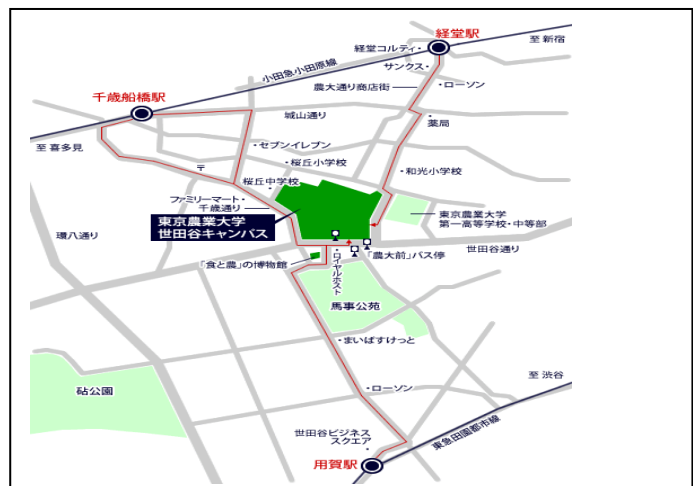 経堂駅
至新宿
経堂コルティ・
サンクス・
小田急小田原線
農大通り商店街
・ローソン
千歳船橋駅
城山通り
・薬局
至喜多見
・セブンイレブン
〒
・桜丘小学校
・和光小学校
桜丘中学校
ファミリーマート・
千歳通り
東京農業大学
世田谷キャンパス
東京農業大学
第一高等学校・中等部
環八通り
世田谷通り
「食と農」の博物館
・ロイヤルホスト
「農大前」バス停
馬事公苑
・まいばすけっと
砧公園
・ローソン
至渋谷
世田谷ビジネス
スクエア
東急田園都市線
用賀駅